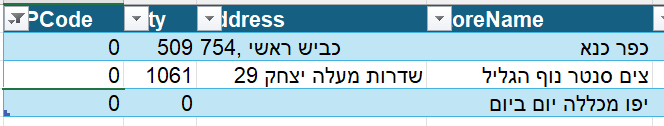 PCode ty ddress oreName
0 509 כביש ראשי ,754 כפר כנא
0 1061 שדרות מעלה יצחק 29 צים סנטר נוף הגליל
0 0 יפו מכללה יום ביום